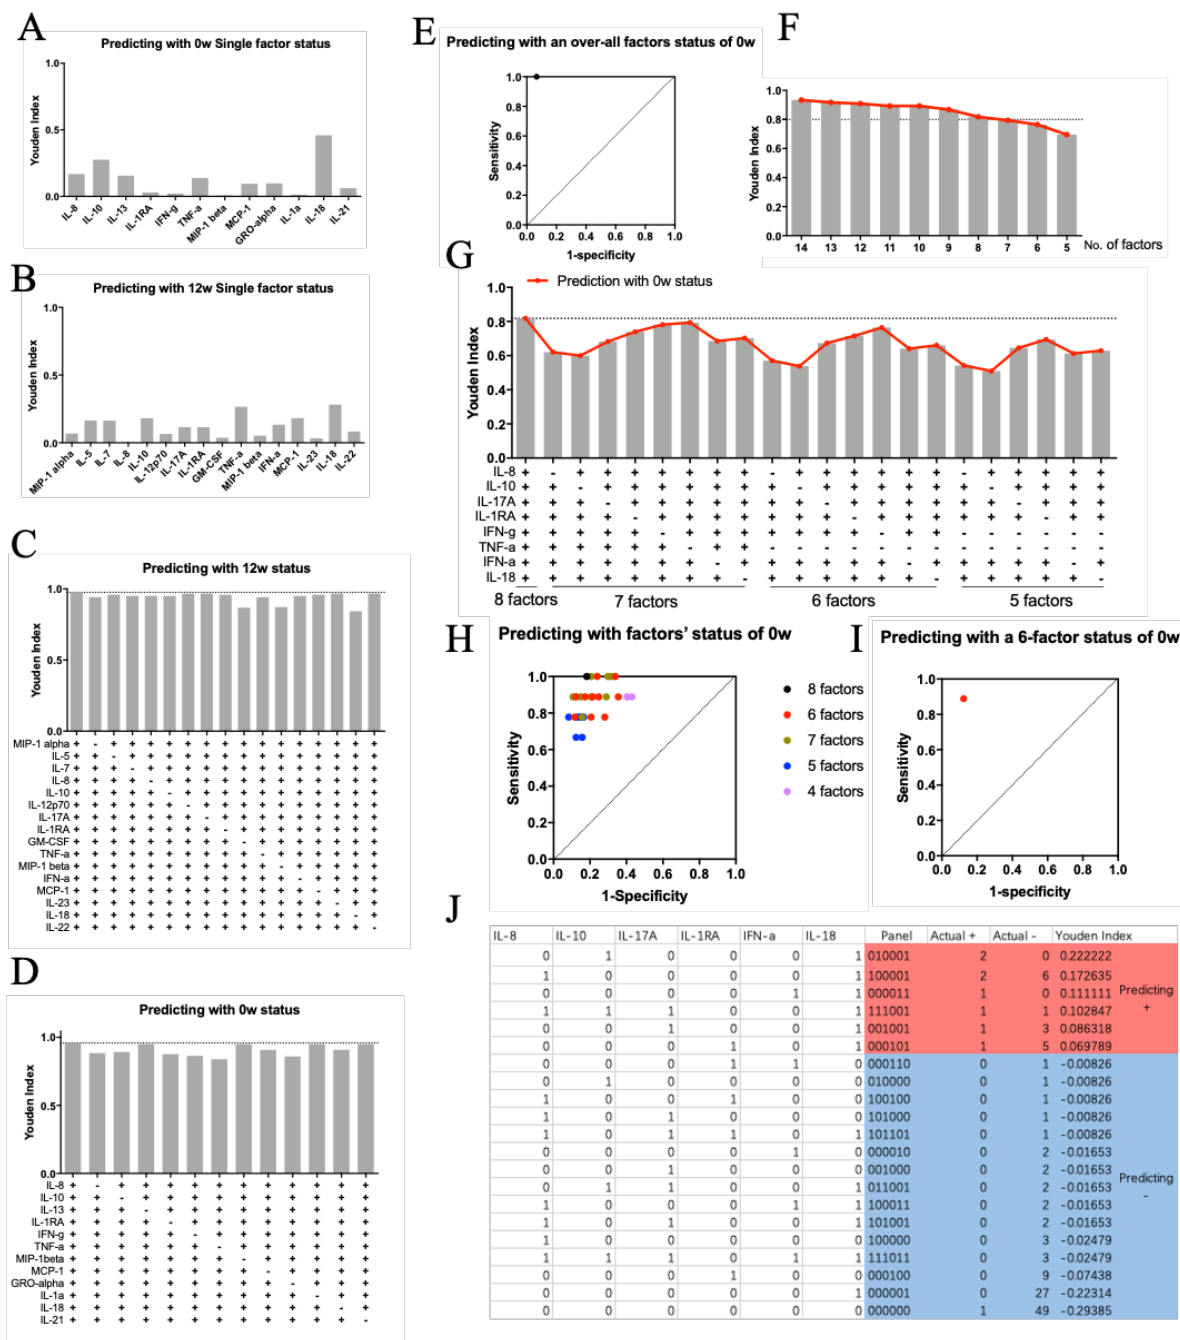 A
Predicting with 0w Single factor status
1.0
0.5
0.0
Youden Index
IL-8 IL-10 IL-13 IL-1RA IFN-g TNF-a MIP-1 beta MCP-1 GRO-alpha IL-1a IL-18 IL-21
B
Predicting with 12w Single factor status
1.0
0.5
0.0
Youden Index
MIP-1 alpha IL-5 IL-7 IL-8 IL-10 IL-12p70 IL-17A IL-1RA GM-CSF TNF-a MIP-1 beta IFN-a MCP-1 IL-23 IL-18 IL-22
C
Predicting with 12w status
1.0
0.5
0.0
Youden Index
MIP-1 alpha + - + + + + + + + + + + + + + + +
IL-5 + + - + + + + + + + + + + + + + +
IL-7 + + + - + + + + + + + + + + + + +
IL-8 + + + + - + + + + + + + + + + + +
IL-10 + + + + + - + + + + + + + + + + +
IL-12p70 + + + + + + - + + + + + + + + + +
IL-17A + + + + + + + - + + + + + + + + +
IL-1RA + + + + + + + + - + + + + + + + +
GM-CSF + + + + + + + + + - + + + + + + +
TNF-a + + + + + + + + + + - + + + + + +
MIP-1 beta + + + + + + + + + + + - + + + + +
IFN-a + + + + + + + + + + + + - + + + +
MCP-1 + + + + + + + + + + + + + - + + +
IL-23 + + + + + + + + + + + + + + - + +
IL-18 + + + + + + + + + + + + + + + - +
IL-22 + + + + + + + + + + + + + + + + -
D
Predicting with 0w status
1.0
0.5
0.0
Youden Index
IL-8 + - + + + + + + + + + + +
IL-10 + + - + + + + + + + + + +
IL-13 + + + - + + + + + + + + +
IL-1RA + + + + - + + + + + + + +
IFN-g + + + + + - + + + + + + +
TNF-a + + + + + + - + + + + + +
MIP-1beta + + + + + + + - + + + + +
MCP-1 + + + + + + + + - + + + +
GRO-alpha + + + + + + + + + - + + +
IL-1a + + + + + + + + + + - + +
IL-18 + + + + + + + + + + + - +
IL-21 + + + + + + + + + + + + -
E
Predicting with an over-all factors status of 0w
1.0
0.8
0.6
0.4
0.2
0.0
Sensitivity
0.0 0.2 0.4 0.6 0.8 1.0
1-specificity
F
1.0
0.8
0.6
0.4
0.2
0.0
Youden Index
14 13 12 11 10 9 8 7 6 5 No. of factors
G
Prediction with 0w status
1.0
0.8
0.6
0.4
0.2
0.0
Youden Index
IL-8 + - + + + + + + + - + + + + + + - + + + + +
IL-10 + + - + + + + + + + - + + + + + + - + + + +
IL-17A + + + - + + + + + + + - + + + + + + - + + +
IL-1RA + + + + - + + + + + + + - + + + + + + - + +
IFN-g + + + + + - + + + + + + + - + + - - - - - -
TNF-a + + + + + + - + + - - - - - - - - - - - - -
IFN-a + + + + + + + - + + + + + + - + + + + + - +
IL-18 + + + + + + + + - + + + + + + - + + + + + -
8 factors 7 factors 6 factors 5 factors
H
Predicting with factors' status of 0w
1.0
0.8
0.6
0.4
0.2
0.0
Sensitivity
0.0 0.2 0.4 0.6 0.8 1.0
1-Specificity
8 factors
6 factors
7 factors
5 factors
4 factors
I
Predicting with a 6-factor status of 0w
1.0
0.8
0.6
0.4
0.2
0.0
Sensitivity
0.0 0.2 0.4 0.6 0.8 1.0
1-specificity
J
IL-8 IL-10 IL-17A IL-1RA IFN-a IL-18 Panel Actual + Actual - Youden Index
0 1 0 0 0 1 010001 2 0 0.222222
1 0 0 0 0 1 100001 2 6 0.172635
0 0 0 0 1 1 000011 1 0 0.111111 Predicting
1 1 1 0 0 1 111001 1 1 0.102847 +
0 0 1 0 0 1 001001 1 3 0.086318
0 0 0 1 0 1 000101 1 5 0.069789
0 0 0 1 1 0 000110 0 1 -0.00826
0 1 0 0 0 0 010000 0 1 -0.00826
1 0 0 1 0 0 100100 0 1 -0.00826
1 0 1 0 0 0 101000 0 1 -0.00826
1 0 1 1 0 1 101101 0 1 -0.00826
0 0 0 0 1 0 000010 0 2 -0.01653
0 0 1 0 0 0 001000 0 2 -0.01653 Predicting
0 1 1 0 0 1 011001 0 2 -0.01653 -
1 0 0 0 1 1 100011 0 2 -0.01653
1 0 1 0 0 1 101001 0 2 -0.01653
1 0 0 0 0 0 100000 0 3 -0.02479
1 1 1 0 1 1 111011 0 3 -0.02479
0 0 0 1 0 0 000100 0 9 -0.07438
0 0 0 0 0 1 000001 0 27 -0.22314
0 0 0 0 0 0 000000 1 49 -0.29385